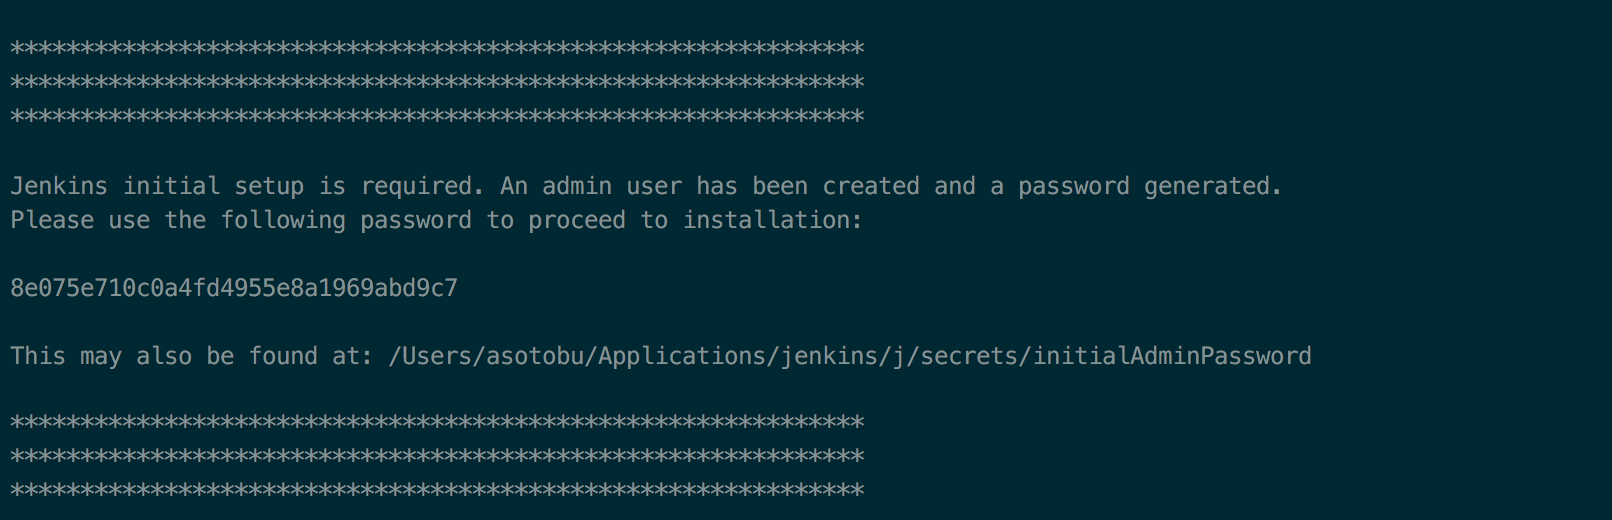 *************************************************************
*************************************************************
*************************************************************
Jenkins initial setup is required. An admin user has been created and a password generated.
Please use the following password to proceed to installation:
8e075e710c0a4fd4955e8a1969abd9c7
This may also be found at: /Users/asotobu/Applications/jenkins/j/secrets/initialAdminPassword
*************************************************************
*************************************************************
*************************************************************